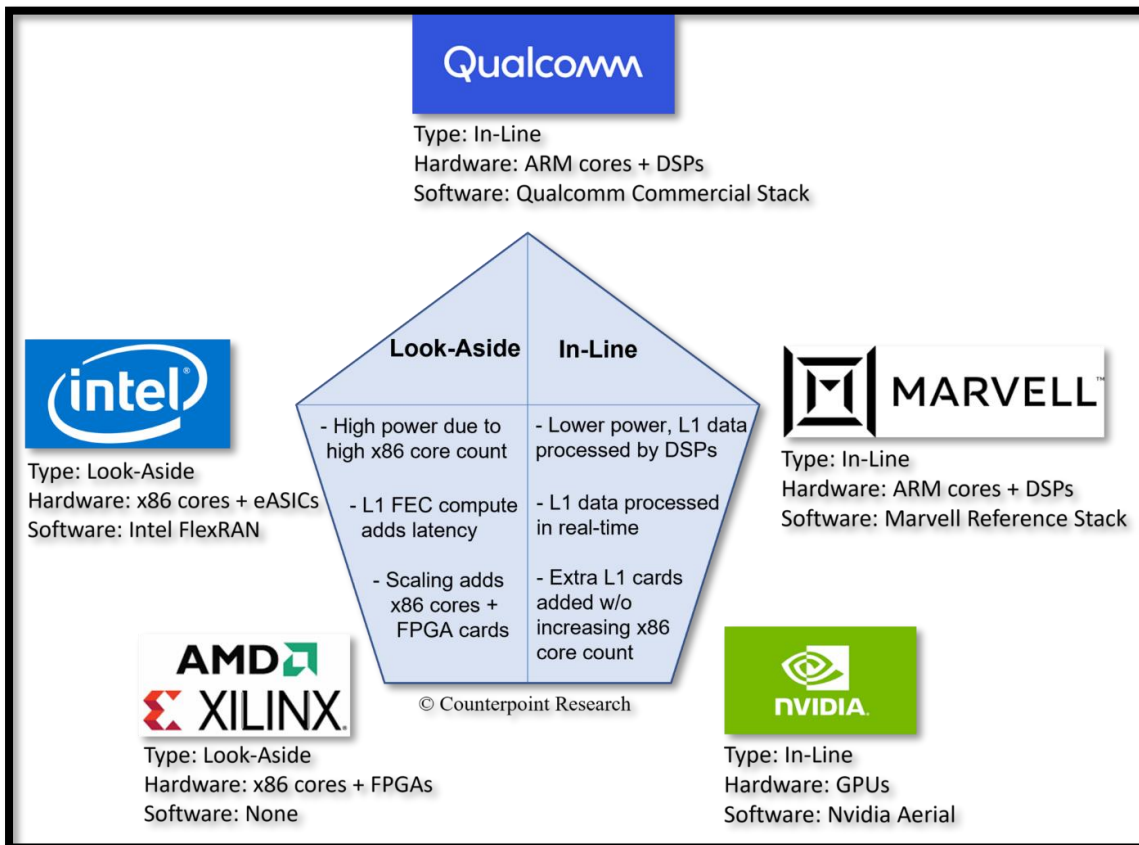 Qualcomm
Type: In-Line
Hardware: ARM cores + DSPs
Software: Qualcomm Commercial Stack
intel®
Type: Look-Aside
Hardware: x86 cores + eASICs
Software: Intel FlexRAN
Look-Aside
- High power due to
high x86 core count
- L1 FEC compute
adds latency
- Scaling adds
x86 cores +
FPGA cards
In-Line
- Lower power, L1 data
processed by DSPs
- L1 data processed
in real-time
- Extra L1 cards
added w/o
increasing x86
core count
MARVELL™
Type: In-Line
Hardware: ARM cores + DSPs
Software: Marvell Reference Stack
AMD
XILINX.
Type: Look-Aside
Hardware: x86 cores + FPGAs
Software: None
© Counterpoint Research
nVIDIA.
Type: In-Line
Hardware: GPUs
Software: Nvidia Aerial